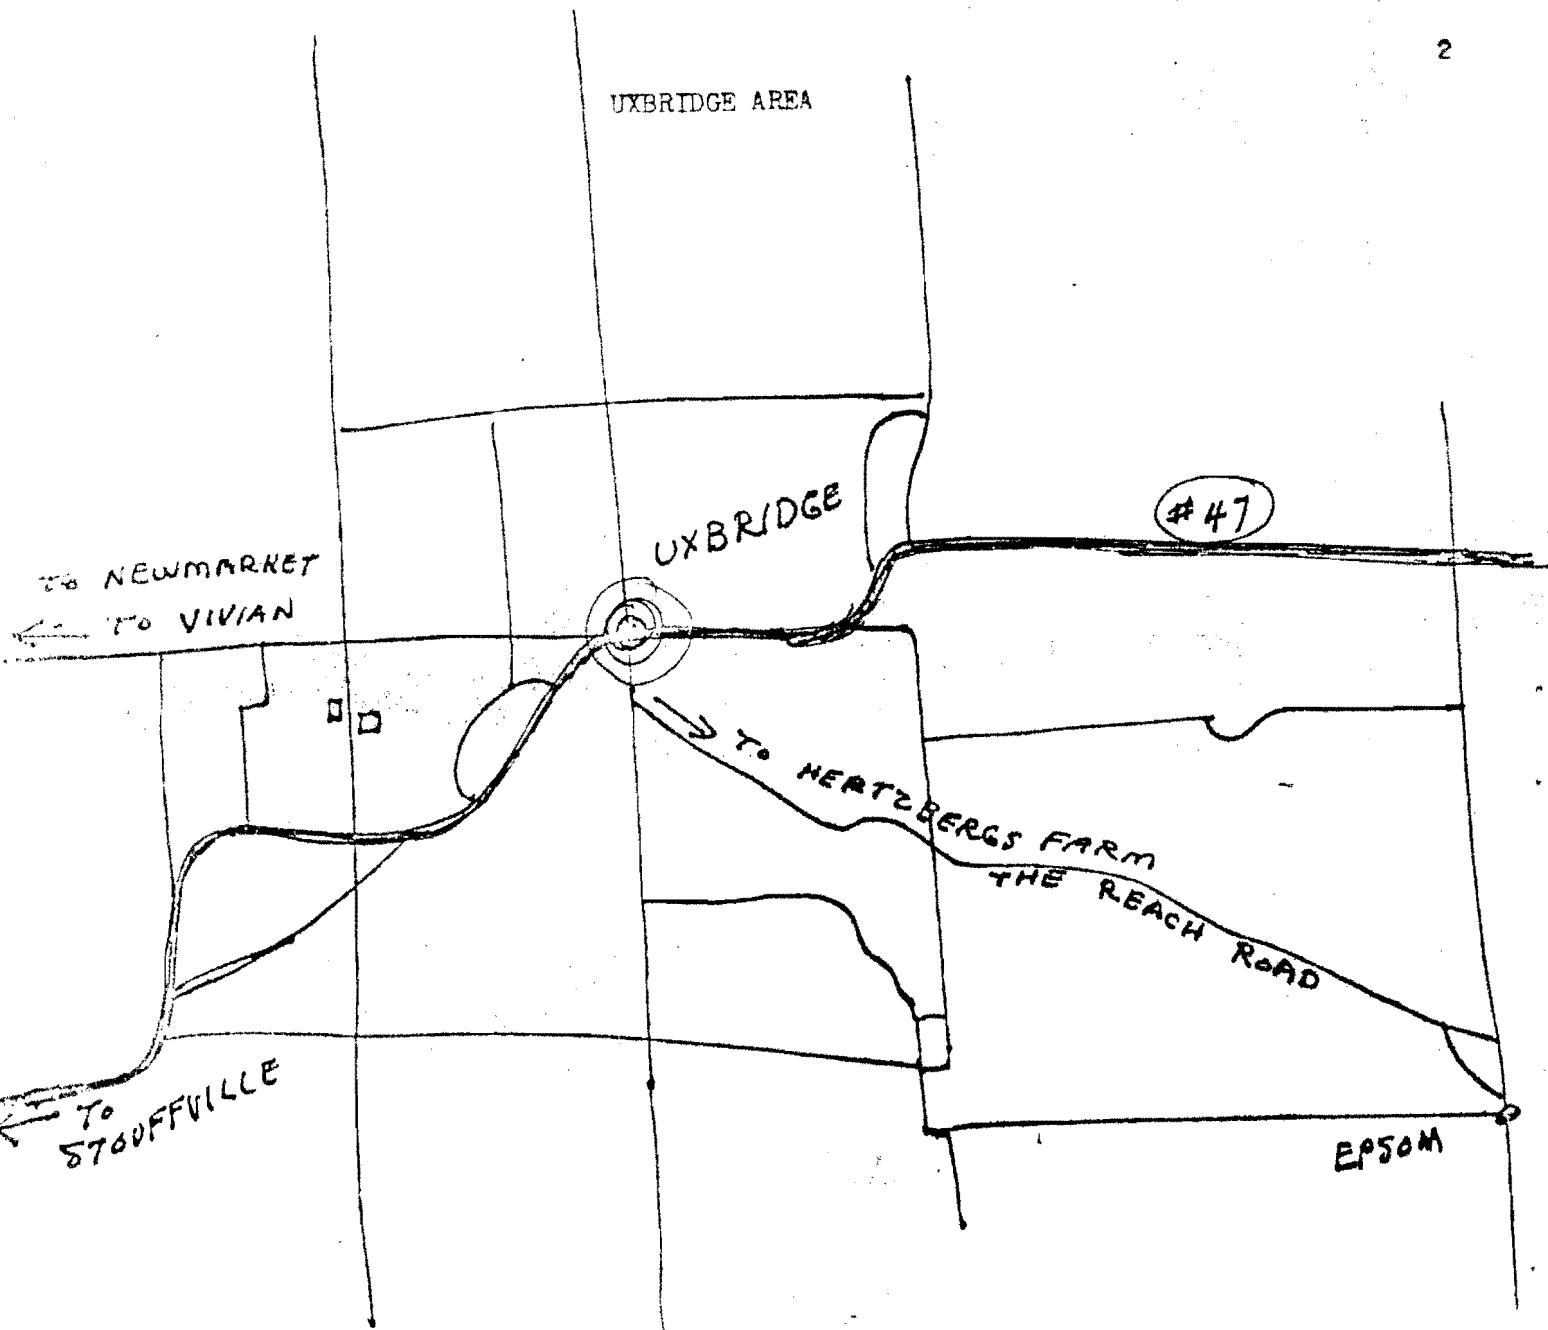 2
UXBRIDGE AREA
#47
UXBRIDGE
TO NEWMARKET
TO VIVIAN
TO HERTZBERGS FARM
THE REACH ROAD
TO
STOUFFVILLE
EPSOM